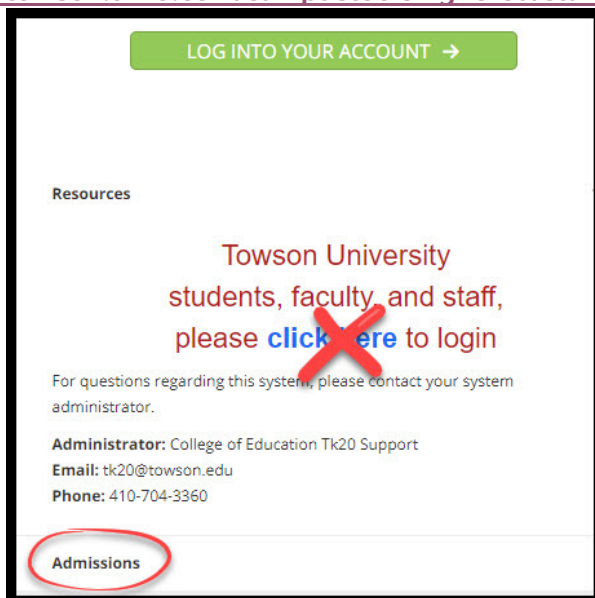 LOG INTO YOUR ACCOUNT →
Resources
Towson University
students, faculty, and staff,
please click here to login
For questions regarding this system, please contact your system
administrator.
Administrator: College of Education Tk20 Support
Email: tk20@towson.edu
Phone: 410-704-3360
Admissions